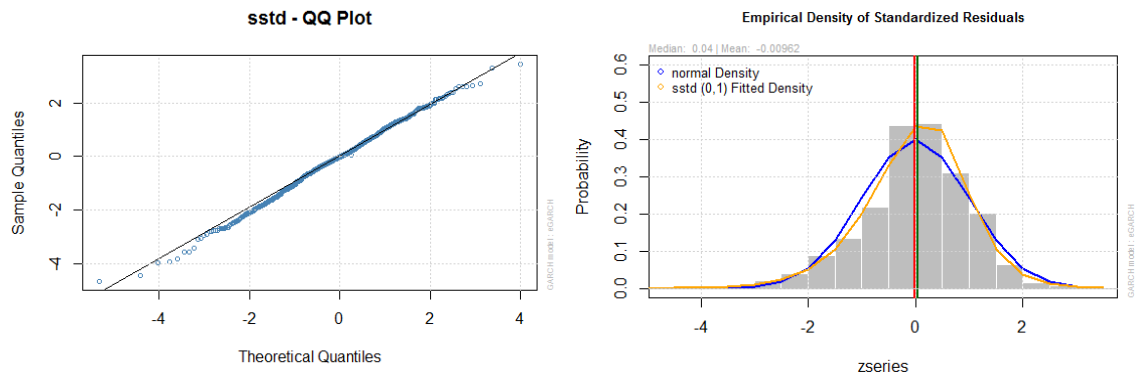 sstd - QQ Plot
Sample Quantiles
2
0
-2
-4
-4
-2
0
2
4
Theoretical Quantiles
GARCH model : eGARCH
Empirical Density of Standardized Residuals
Median: 0.04 | Mean: -0.00962
normal Density
sstd (0,1) Fitted Density
Probability
0.6
0.5
0.4
0.3
0.2
0.1
0.0
-4
-2
0
2
zseries
GARCH model : eGARCH